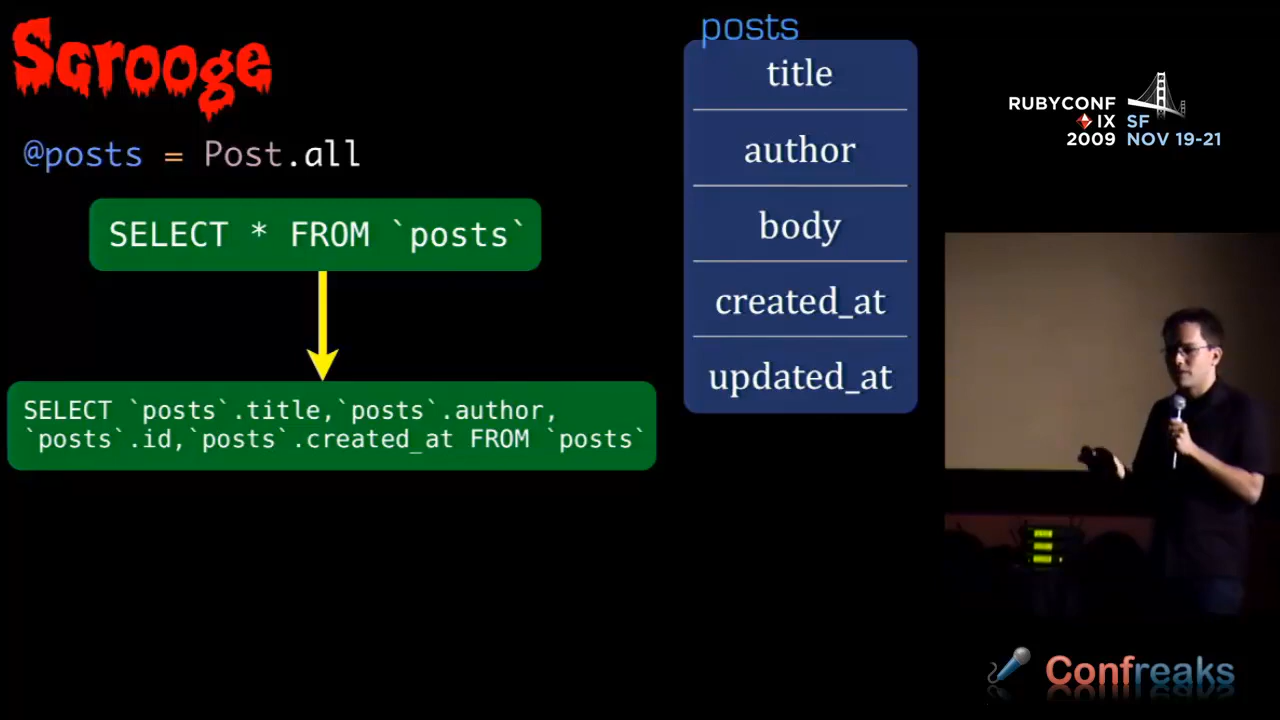 Scrooge
@posts = Post.all
SELECT * FROM `posts`
SELECT `posts`.title,`posts`.author,
`posts`.id,`posts`.created_at FROM `posts`
posts
title
author
body
created_at
updated_at
RUBYCONF
IX SF
2009 NOV 19-21
Confreaks